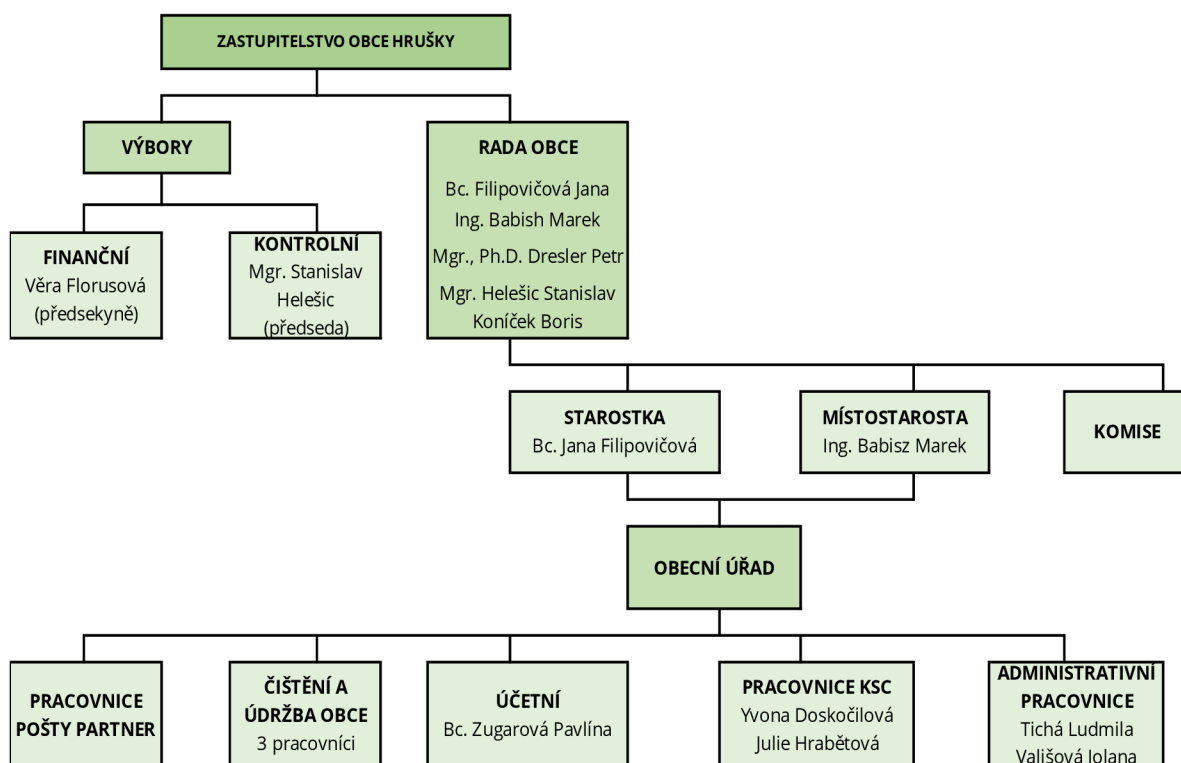 ZASTUPITELSTVO OBCE HRUŠKY
VÝBORY
RADA OBCE
Bc. Filipovičová Jana
Ing. Babish Marek
Mgr., Ph.D. Dresler Petr
Mgr. Helešic Stanislav
Koníček Boris
FINANČNÍ
Věra Florusová
(předsekyně)
KONTROLNÍ
Mgr. Stanislav
Helešic
(předseda)
STAROSTKA
Bc. Jana Filipovičová
MÍSTOSTAROSTA
Ing. Babisz Marek
KOMISE
OBECNÍ ÚŘAD
PRACOVNICE
POŠTY PARTNER
ČIŠTĚNÍ A
ÚDRŽBA OBCE
3 pracovníci
ÚČETNÍ
Bc. Zugarová Pavlína
PRACOVNICE KSC
Yvona Doskočilová
Julie Hrabětová
ADMINISTRATIVNÍ
PRACOVNICE
Tichá Ludmila
Vališová Jolana